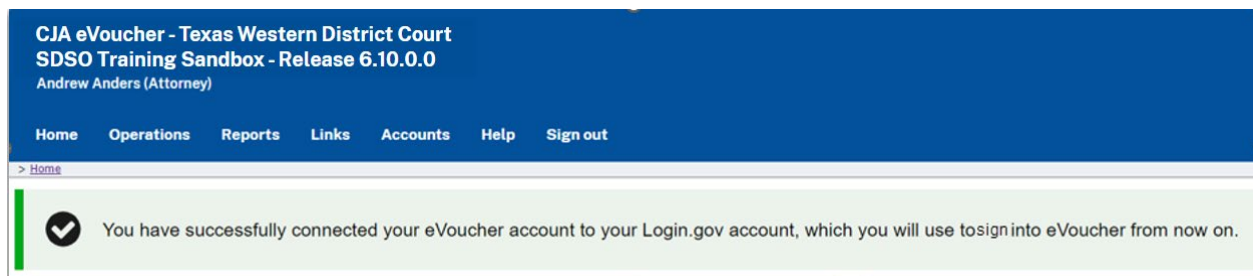 CJA eVoucher - Texas Western District Court
SDSO Training Sandbox - Release 6.10.0.0
Andrew Anders (Attorney)
Home Operations Reports Links Accounts Help Sign out
> Home
You have successfully connected your eVoucher account to your Login.gov account, which you will use tosign into eVoucher from now on.